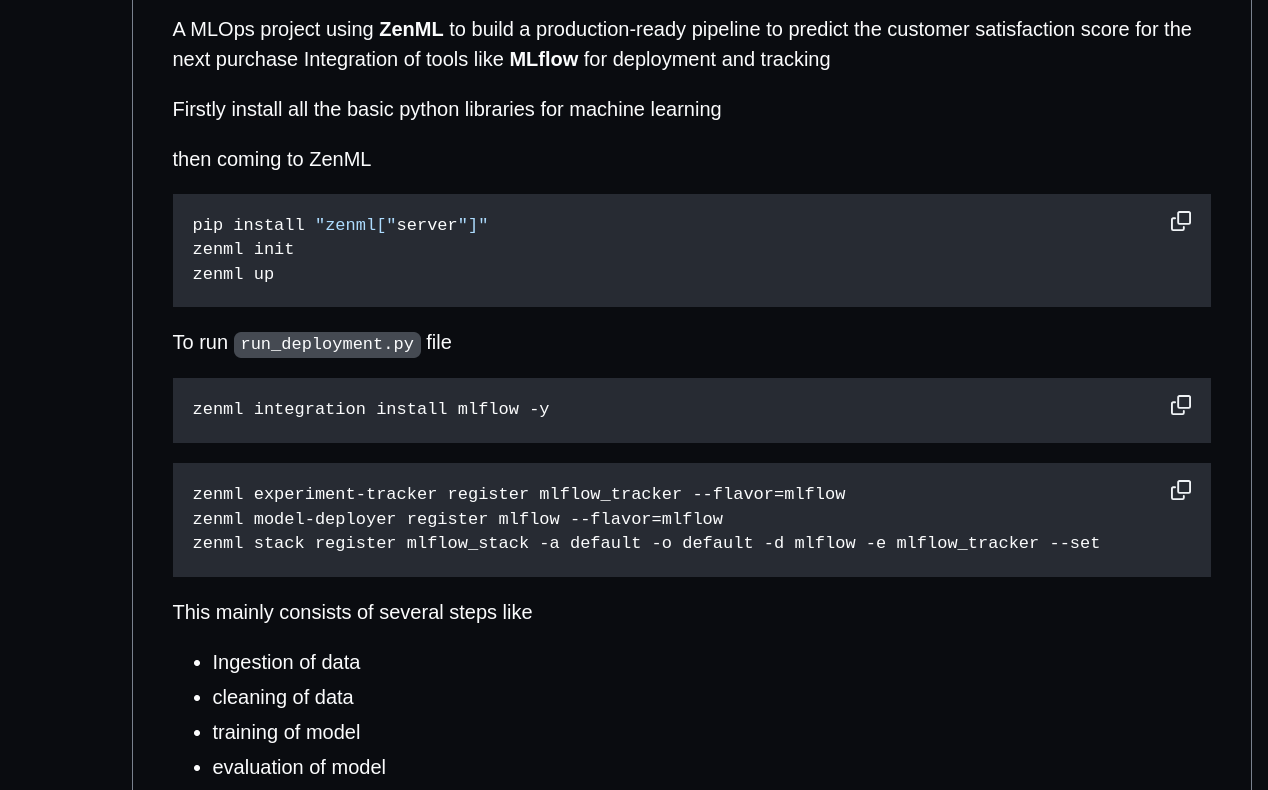 A MLOps project using ZenML to build a production-ready pipeline to predict the customer satisfaction score for the
next purchase Integration of tools like MLflow for deployment and tracking
Firstly install all the basic python libraries for machine learning
then coming to ZenML
pip install "zenml["server"]"
zenml init
zenml up
To run run_deployment.py file
zenml integration install mlflow -y
zenml experiment-tracker register mlflow_tracker --flavor=mlflow
zenml model-deployer register mlflow --flavor=mlflow
zenml stack register mlflow_stack -a default -o default -d mlflow -e mlflow_tracker --set
This mainly consists of several steps like
• Ingestion of data
• cleaning of data
• training of model
• evaluation of model